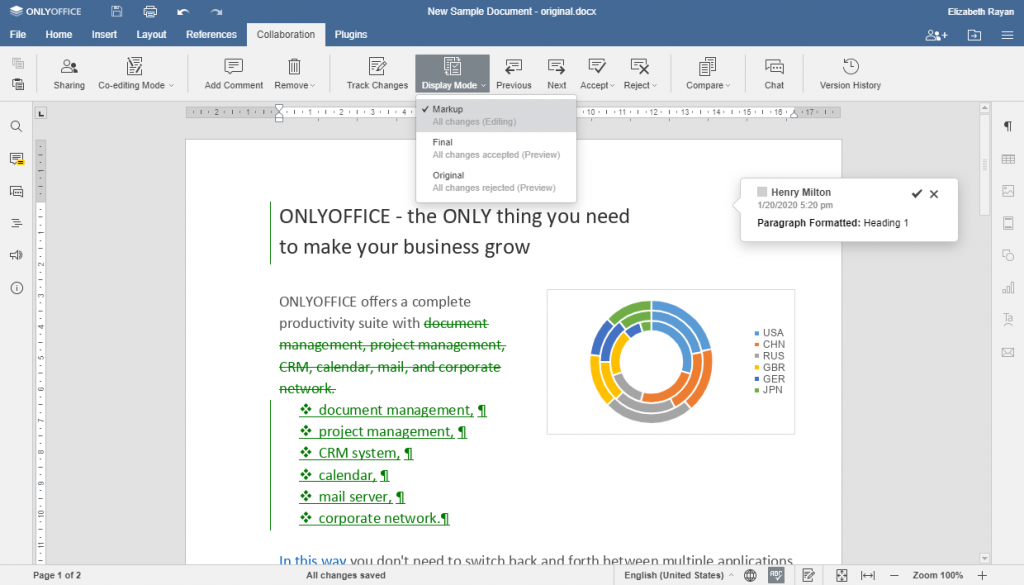 ONLYOFFICE
New Sample Document - original.docx
Elizabeth Rayan
File Home Insert Layout References Collaboration Plugins
Sharing Co-editing Mode Add Comment Remove Track Changes Display Mode Previous Next Accept Reject Compare Chat Version History
Markup
All changes (Editing)
Final
All changes accepted (Preview)
Original
All changes rejected (Preview)
Henry Milton
1/20/2020 5:20 pm
Paragraph Formatted: Heading 1
ONLYOFFICE - the ONLY thing you need
to make your business grow
ONLYOFFICE offers a complete
productivity suite with document
management, project management,
CRM, calendar, mail, and corporate
network.
❖ document management, ¶
❖ project management, ¶
❖ CRM system, ¶
❖ calendar, ¶
❖ mail server, ¶
❖ corporate network.¶
USA
CHN
RUS
GBR
GER
JPN
In this way you don't need to switch back and forth between multiple applications
Page 1 of 2 All changes saved English (United States) Zoom 100%